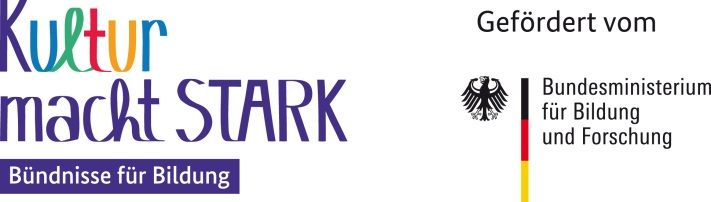 Kultur
macht STARK
Bündnisse für Bildung
Gefördert vom
Bundesministerium
für Bildung
und Forschung